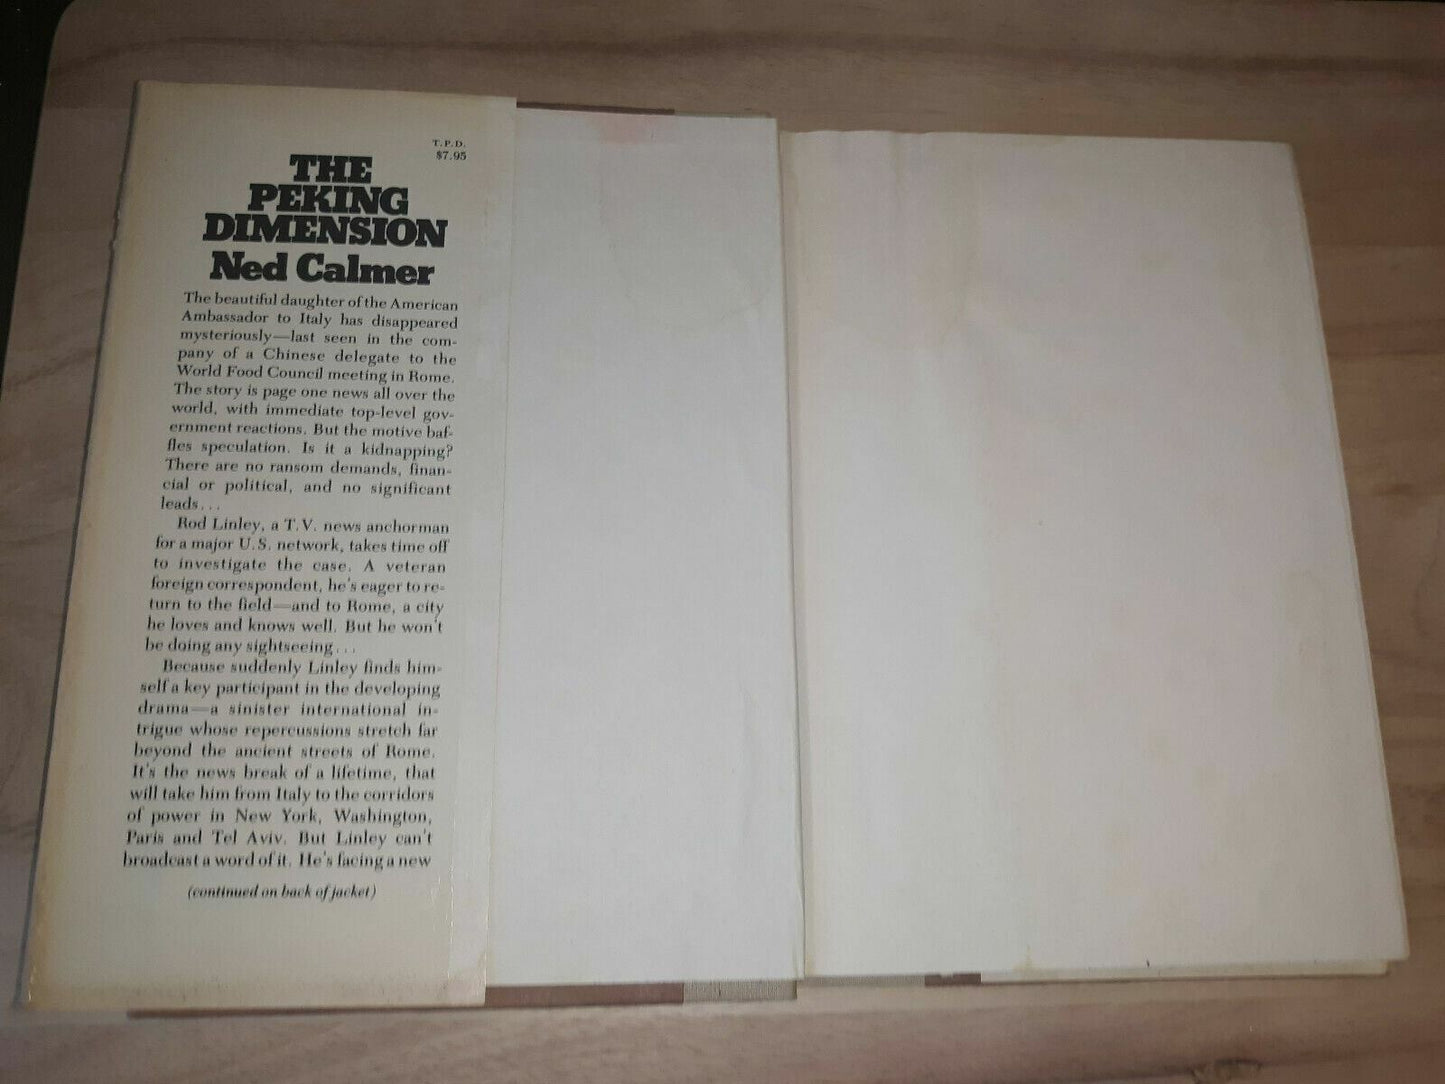 T.P.D.
$7.95
THE
PEKING
DIMENSION
Ned Calmer
The beautiful daughter of the American
Ambassador to Italy has disappeared
mysteriously—last seen in the com-
pany of a Chinese delegate to the
World Food Council meeting in Rome.
The story is page one news all over the
world, with immediate top-level gov-
ernment reactions. But the motive baf-
fles speculation. Is it a kidnapping?
There are no ransom demands, finan-
cial or political, and no significant
leads...
Rod Linley, a T.V. news anchorman
for a major U.S. network, takes time off
to investigate the case. A veteran
foreign correspondent, he's eager to re-
turn to the field—and to Rome, a city
he loves and knows well. But he won't
be doing any sightseeing...
Because suddenly Linley finds him-
self a key participant in the developing
drama—a sinister international in-
trigue whose repercussions stretch far
beyond the ancient streets of Rome.
It's the news break of a lifetime, that
will take him from Italy to the corridors
of power in New York, Washington,
Paris and Tel Aviv. But Linley can't
broadcast a word of it. He's facing a new
(continued on back of jacket)